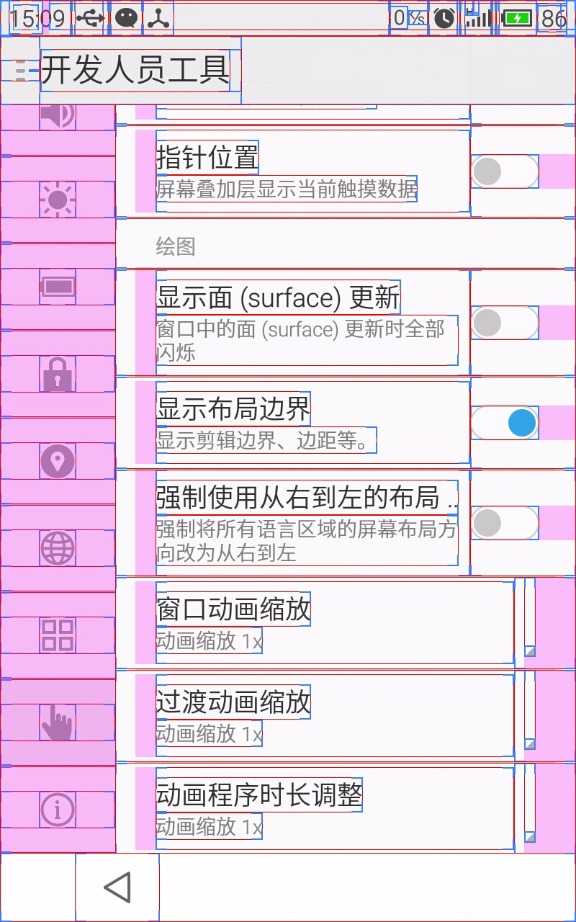 15:09 0 K/s 86
开发人员工具
指针位置
屏幕叠加层显示当前触摸数据
绘图
显示面 (surface) 更新
窗口中的面 (surface) 更新时全部
闪烁
显示布局边界
显示剪辑边界、边距等。
强制使用从右到左的布局 ..
强制将所有语言区域的屏幕布局方
向改为从右到左
窗口动画缩放
动画缩放 1x
过渡动画缩放
动画缩放 1x
动画程序时长调整
动画缩放 1x